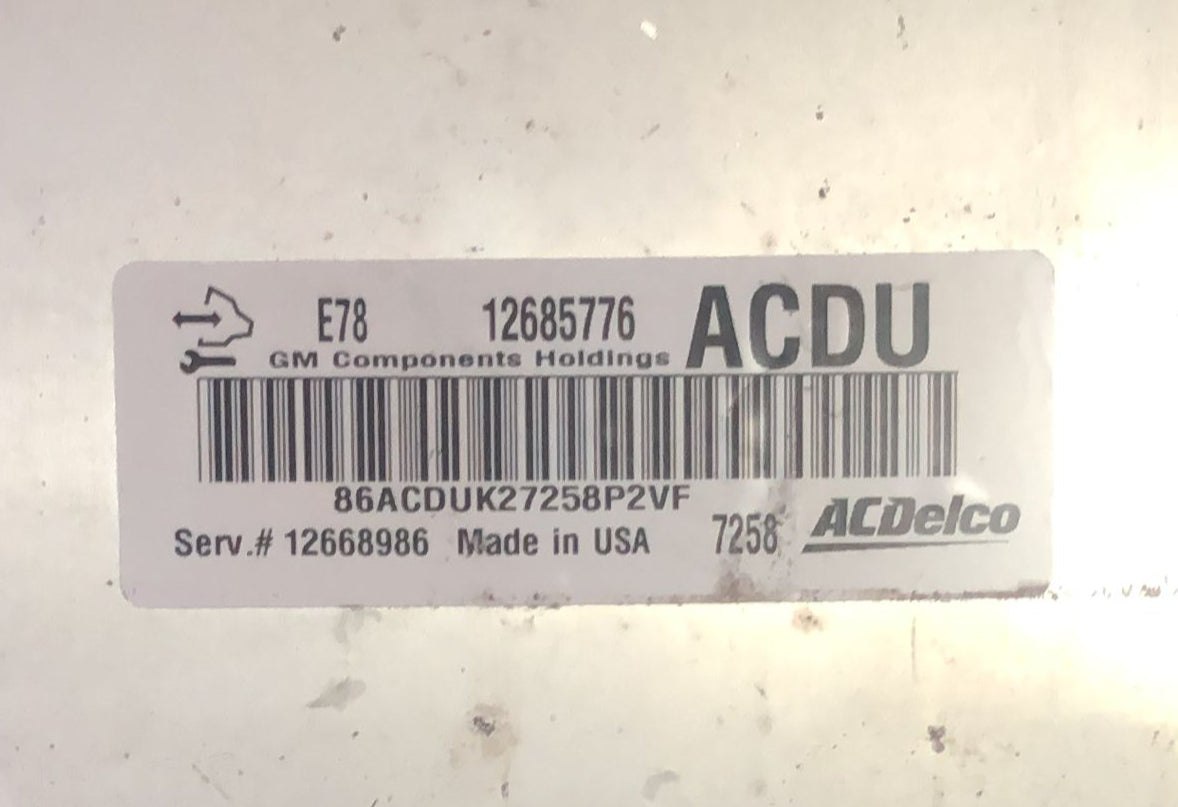 E78 12685776 ACDU
GM Components Holdings
86ACDUK27258P2VF
Serv.# 12668986 Made in USA 7258 ACDelco